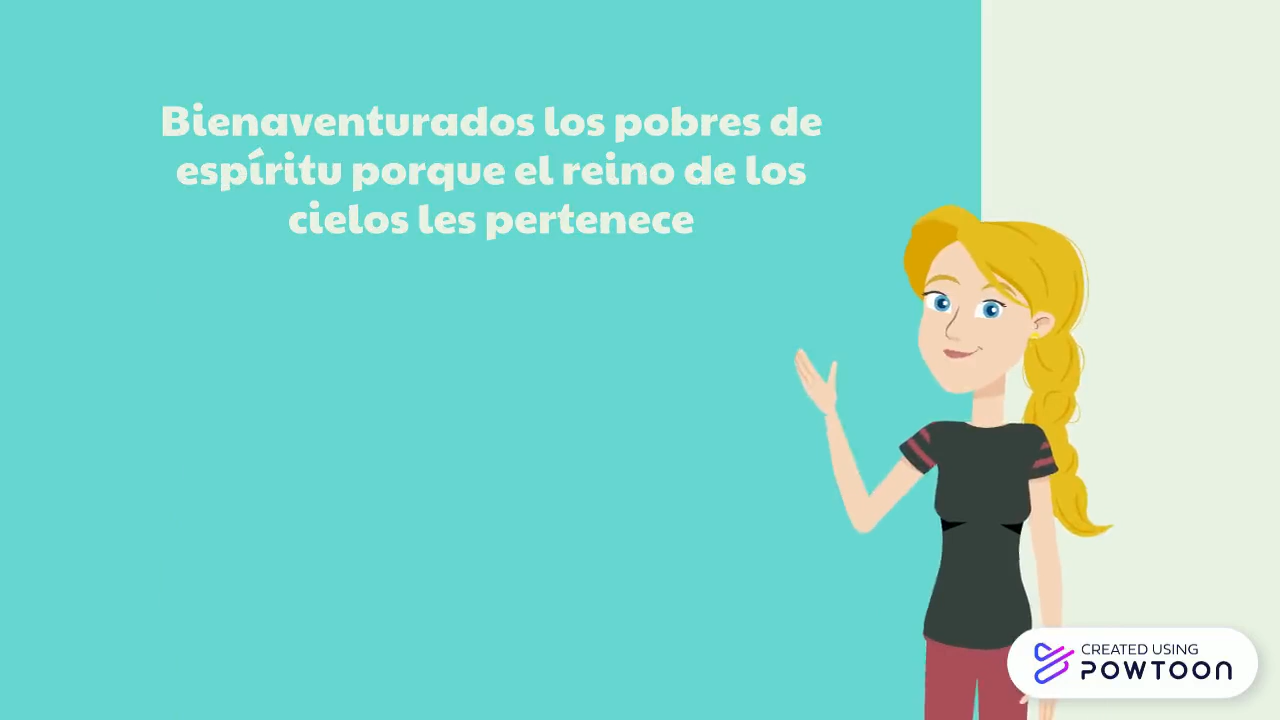 Bienaventurados los pobres de
espíritu porque el reino de los
cielos les pertenece
CREATED USING
POWTOON